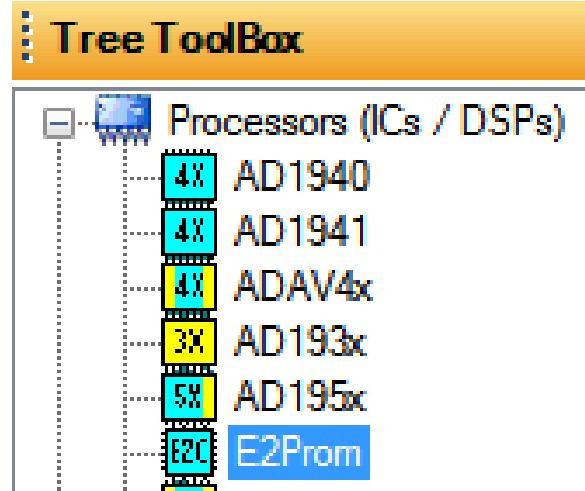 Tree ToolBox
Processors (ICs / DSPs)
4X AD1940
4X AD1941
4X ADAV4x
3X AD193x
5X AD195x
E2C E2Prom